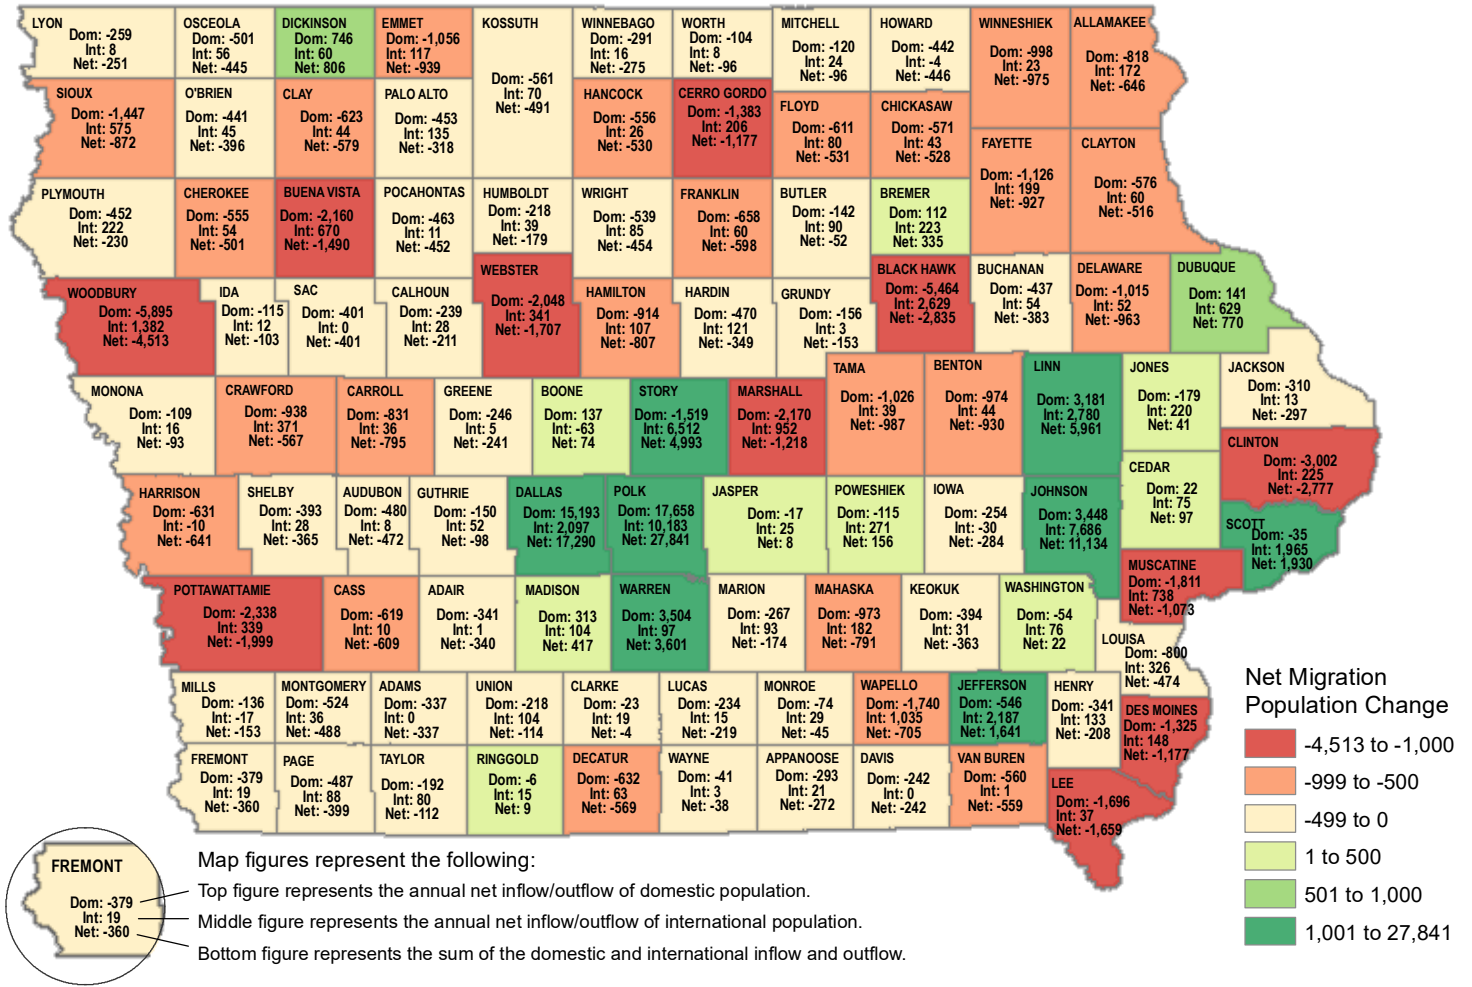 LYON
Dom: -259
Int: 8
Net: -251
OSCEOLA
Dom: -501
Int: 56
Net: -445
DICKINSON
Dom: 746
Int: 60
Net: 806
EMMET
Dom: -1,056
Int: 117
Net: -939
KOSSUTH
Dom: -561
Int: 70
Net: -491
WINNEBAGO
Dom: -291
Int: 16
Net: -275
WORTH
Dom: -104
Int: 8
Net: -96
MITCHELL
Dom: -120
Int: 24
Net: -96
HOWARD
Dom: -442
Int: -4
Net: -446
WINNESHIEK
Dom: -998
Int: 23
Net: -975
ALLAMAKEE
Dom: -818
Int: 172
Net: -646
SIOUX
Dom: -1,447
Int: 575
Net: -872
O'BRIEN
Dom: -441
Int: 45
Net: -396
CLAY
Dom: -623
Int: 44
Net: -579
PALO ALTO
Dom: -453
Int: 135
Net: -318
HANCOCK
Dom: -556
Int: 26
Net: -530
CERRO GORDO
Dom: -1,383
Int: 206
Net: -1,177
FLOYD
Dom: -611
Int: 80
Net: -531
CHICKASAW
Dom: -571
Int: 43
Net: -528
FAYETTE
Dom: -1,126
Int: 199
Net: -927
CLAYTON
Dom: -576
Int: 60
Net: -516
PLYMOUTH
Dom: -452
Int: 222
Net: -230
CHEROKEE
Dom: -555
Int: 54
Net: -501
BUENA VISTA
Dom: -2,160
Int: 670
Net: -1,490
POCAHONTAS
Dom: -463
Int: 11
Net: -452
HUMBOLDT
Dom: -218
Int: 39
Net: -179
WRIGHT
Dom: -539
Int: 85
Net: -454
FRANKLIN
Dom: -658
Int: 60
Net: -598
BUTLER
Dom: -142
Int: 90
Net: -52
BREMER
Dom: 112
Int: 223
Net: 335
WOODBURY
Dom: -5,895
Int: 1,382
Net: -4,513
IDA
Dom: -115
Int: 12
Net: -103
SAC
Dom: -401
Int: 0
Net: -401
CALHOUN
Dom: -239
Int: 28
Net: -211
WEBSTER
Dom: -2,048
Int: 341
Net: -1,707
HAMILTON
Dom: -914
Int: 107
Net: -807
HARDIN
Dom: -470
Int: 121
Net: -349
GRUNDY
Dom: -156
Int: 3
Net: -153
BLACK HAWK
Dom: -5,464
Int: 2,629
Net: -2,835
BUCHANAN
Dom: -437
Int: 54
Net: -383
DELAWARE
Dom: -1,015
Int: 52
Net: -963
DUBUQUE
Dom: 141
Int: 629
Net: 770
MONONA
Dom: -109
Int: 16
Net: -93
CRAWFORD
Dom: -938
Int: 371
Net: -567
CARROLL
Dom: -831
Int: 36
Net: -795
GREENE
Dom: -246
Int: 5
Net: -241
BOONE
Dom: 137
Int: -63
Net: 74
STORY
Dom: -1,519
Int: 6,512
Net: 4,993
MARSHALL
Dom: -2,170
Int: 952
Net: -1,218
TAMA
Dom: -1,026
Int: 39
Net: -987
BENTON
Dom: -974
Int: 44
Net: -930
LINN
Dom: 3,181
Int: 2,780
Net: 5,961
JONES
Dom: -179
Int: 220
Net: 41
JACKSON
Dom: -310
Int: 13
Net: -297
CLINTON
Dom: -3,002
Int: 225
Net: -2,777
HARRISON
Dom: -631
Int: -10
Net: -641
SHELBY
Dom: -393
Int: 28
Net: -365
AUDUBON
Dom: -480
Int: 8
Net: -472
GUTHRIE
Dom: -150
Int: 52
Net: -98
DALLAS
Dom: 15,193
Int: 2,097
Net: 17,290
POLK
Dom: 17,658
Int: 10,183
Net: 27,841
JASPER
Dom: -17
Int: 25
Net: 8
POWESHIEK
Dom: -115
Int: 271
Net: 156
IOWA
Dom: -254
Int: -30
Net: -284
JOHNSON
Dom: 3,448
Int: 7,686
Net: 11,134
CEDAR
Dom: 22
Int: 75
Net: 97
SCOTT
Dom: -35
Int: 1,965
Net: 1,930
MUSCATINE
Dom: -1,811
Int: 738
Net: -1,073
POTTAWATTAMIE
Dom: -2,338
Int: 339
Net: -1,999
CASS
Dom: -619
Int: 10
Net: -609
ADAIR
Dom: -341
Int: 1
Net: -340
MADISON
Dom: 313
Int: 104
Net: 417
WARREN
Dom: 3,504
Int: 97
Net: 3,601
MARION
Dom: -267
Int: 93
Net: -174
MAHASKA
Dom: -973
Int: 182
Net: -791
KEOKUK
Dom: -394
Int: 31
Net: -363
WASHINGTON
Dom: -54
Int: 76
Net: 22
LOUISA
Dom: -800
Int: 326
Net: -474
MILLS
Dom: -136
Int: -17
Net: -153
MONTGOMERY
Dom: -524
Int: 36
Net: -488
ADAMS
Dom: -337
Int: 0
Net: -337
UNION
Dom: -218
Int: 104
Net: -114
CLARKE
Dom: -23
Int: 19
Net: -4
LUCAS
Dom: -234
Int: 15
Net: -219
MONROE
Dom: -74
Int: 29
Net: -45
WAPELLO
Dom: -1,740
Int: 1,035
Net: -705
JEFFERSON
Dom: -546
Int: 2,187
Net: 1,641
HENRY
Dom: -341
Int: 133
Net: -208
DES MOINES
Dom: -1,325
Int: 148
Net: -1,177
FREMONT
Dom: -379
Int: 19
Net: -360
PAGE
Dom: -487
Int: 88
Net: -399
TAYLOR
Dom: -192
Int: 80
Net: -112
RINGGOLD
Dom: -6
Int: 15
Net: 9
DECATUR
Dom: -632
Int: 63
Net: -569
WAYNE
Dom: -41
Int: 3
Net: -38
APPANOOSE
Dom: -293
Int: 21
Net: -272
DAVIS
Dom: -242
Int: 0
Net: -242
VAN BUREN
Dom: -560
Int: 1
Net: -559
LEE
Dom: -1,696
Int: 37
Net: -1,659
Net Migration
Population Change
-4,513 to -1,000
-999 to -500
-499 to 0
1 to 500
501 to 1,000
1,001 to 27,841
FREMONT
Dom: -379
Int: 19
Net: -360
Map figures represent the following:
Top figure represents the annual net inflow/outflow of domestic population.
Middle figure represents the annual net inflow/outflow of international population.
Bottom figure represents the sum of the domestic and international inflow and outflow.